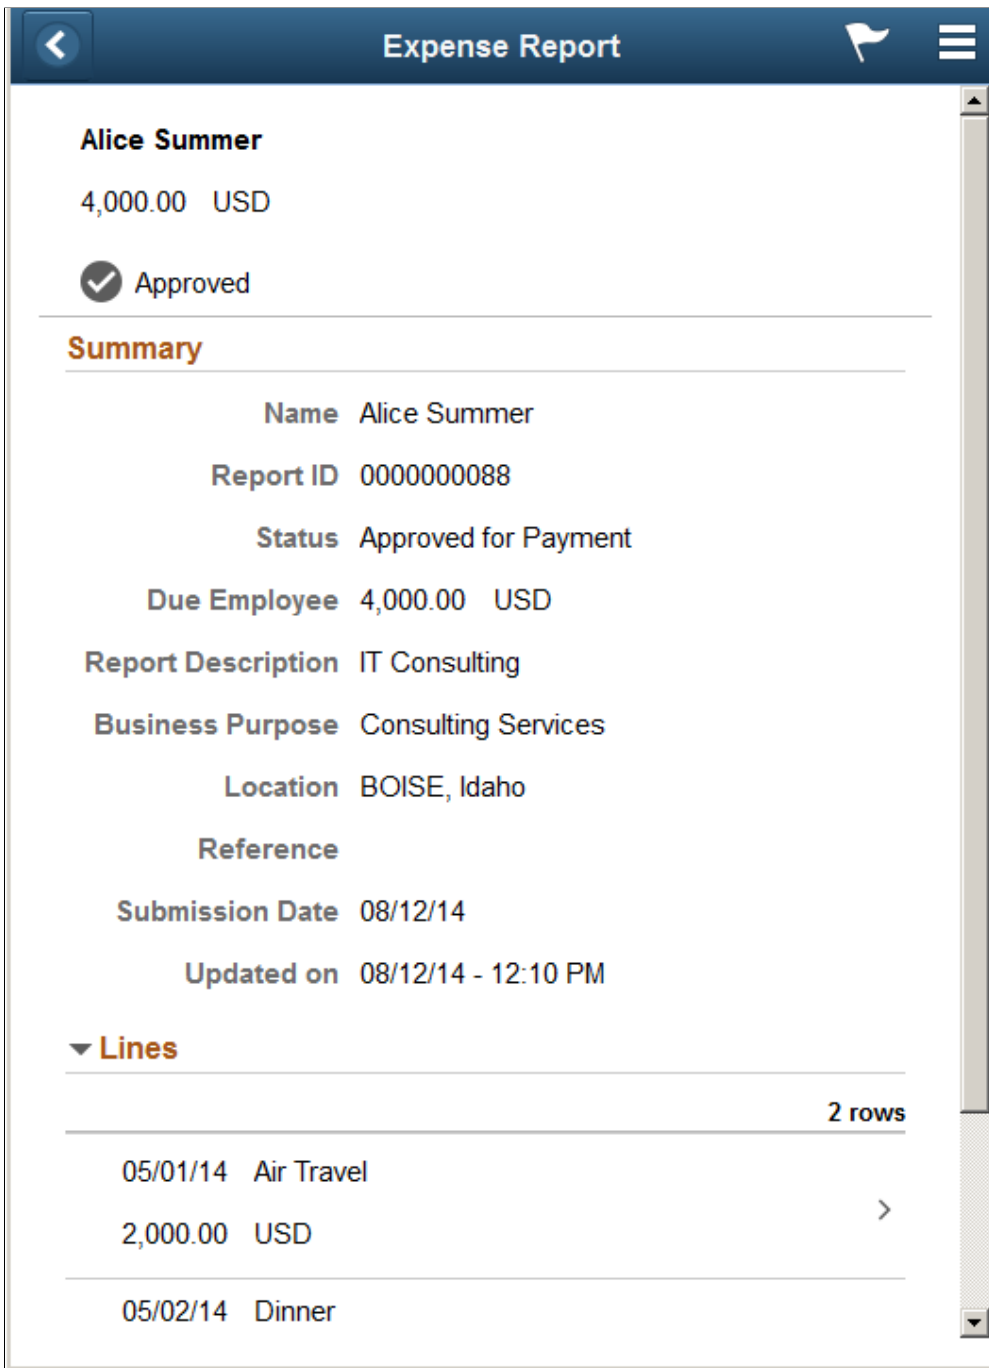 Expense Report
Alice Summer
4,000.00 USD
Approved
Summary
Name Alice Summer
Report ID 0000000088
Status Approved for Payment
Due Employee 4,000.00 USD
Report Description IT Consulting
Business Purpose Consulting Services
Location BOISE, Idaho
Reference
Submission Date 08/12/14
Updated on 08/12/14 - 12:10 PM
Lines
2 rows
05/01/14 Air Travel
2,000.00 USD
05/02/14 Dinner